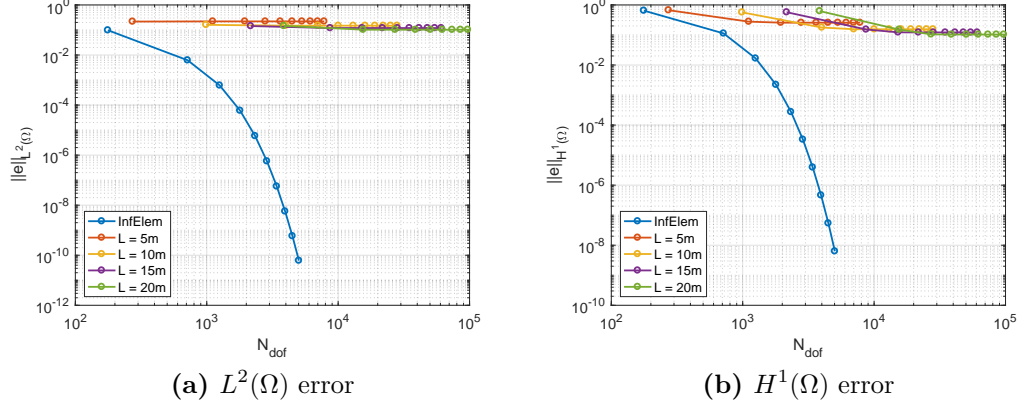 10^0
10^-2
10^-4
10^-6
10^-8
10^-10
10^-12
||e||_{L^2(Ω)}
InfElem
L = 5m
L = 10m
L = 15m
L = 20m
10^2 10^3 10^4 10^5
N_dof
(a) L^2(Ω) error
10^0
10^-2
10^-4
10^-6
10^-8
10^-10
||e||_{H^1(Ω)}
InfElem
L = 5m
L = 10m
L = 15m
L = 20m
10^2 10^3 10^4 10^5
N_dof
(b) H^1(Ω) error